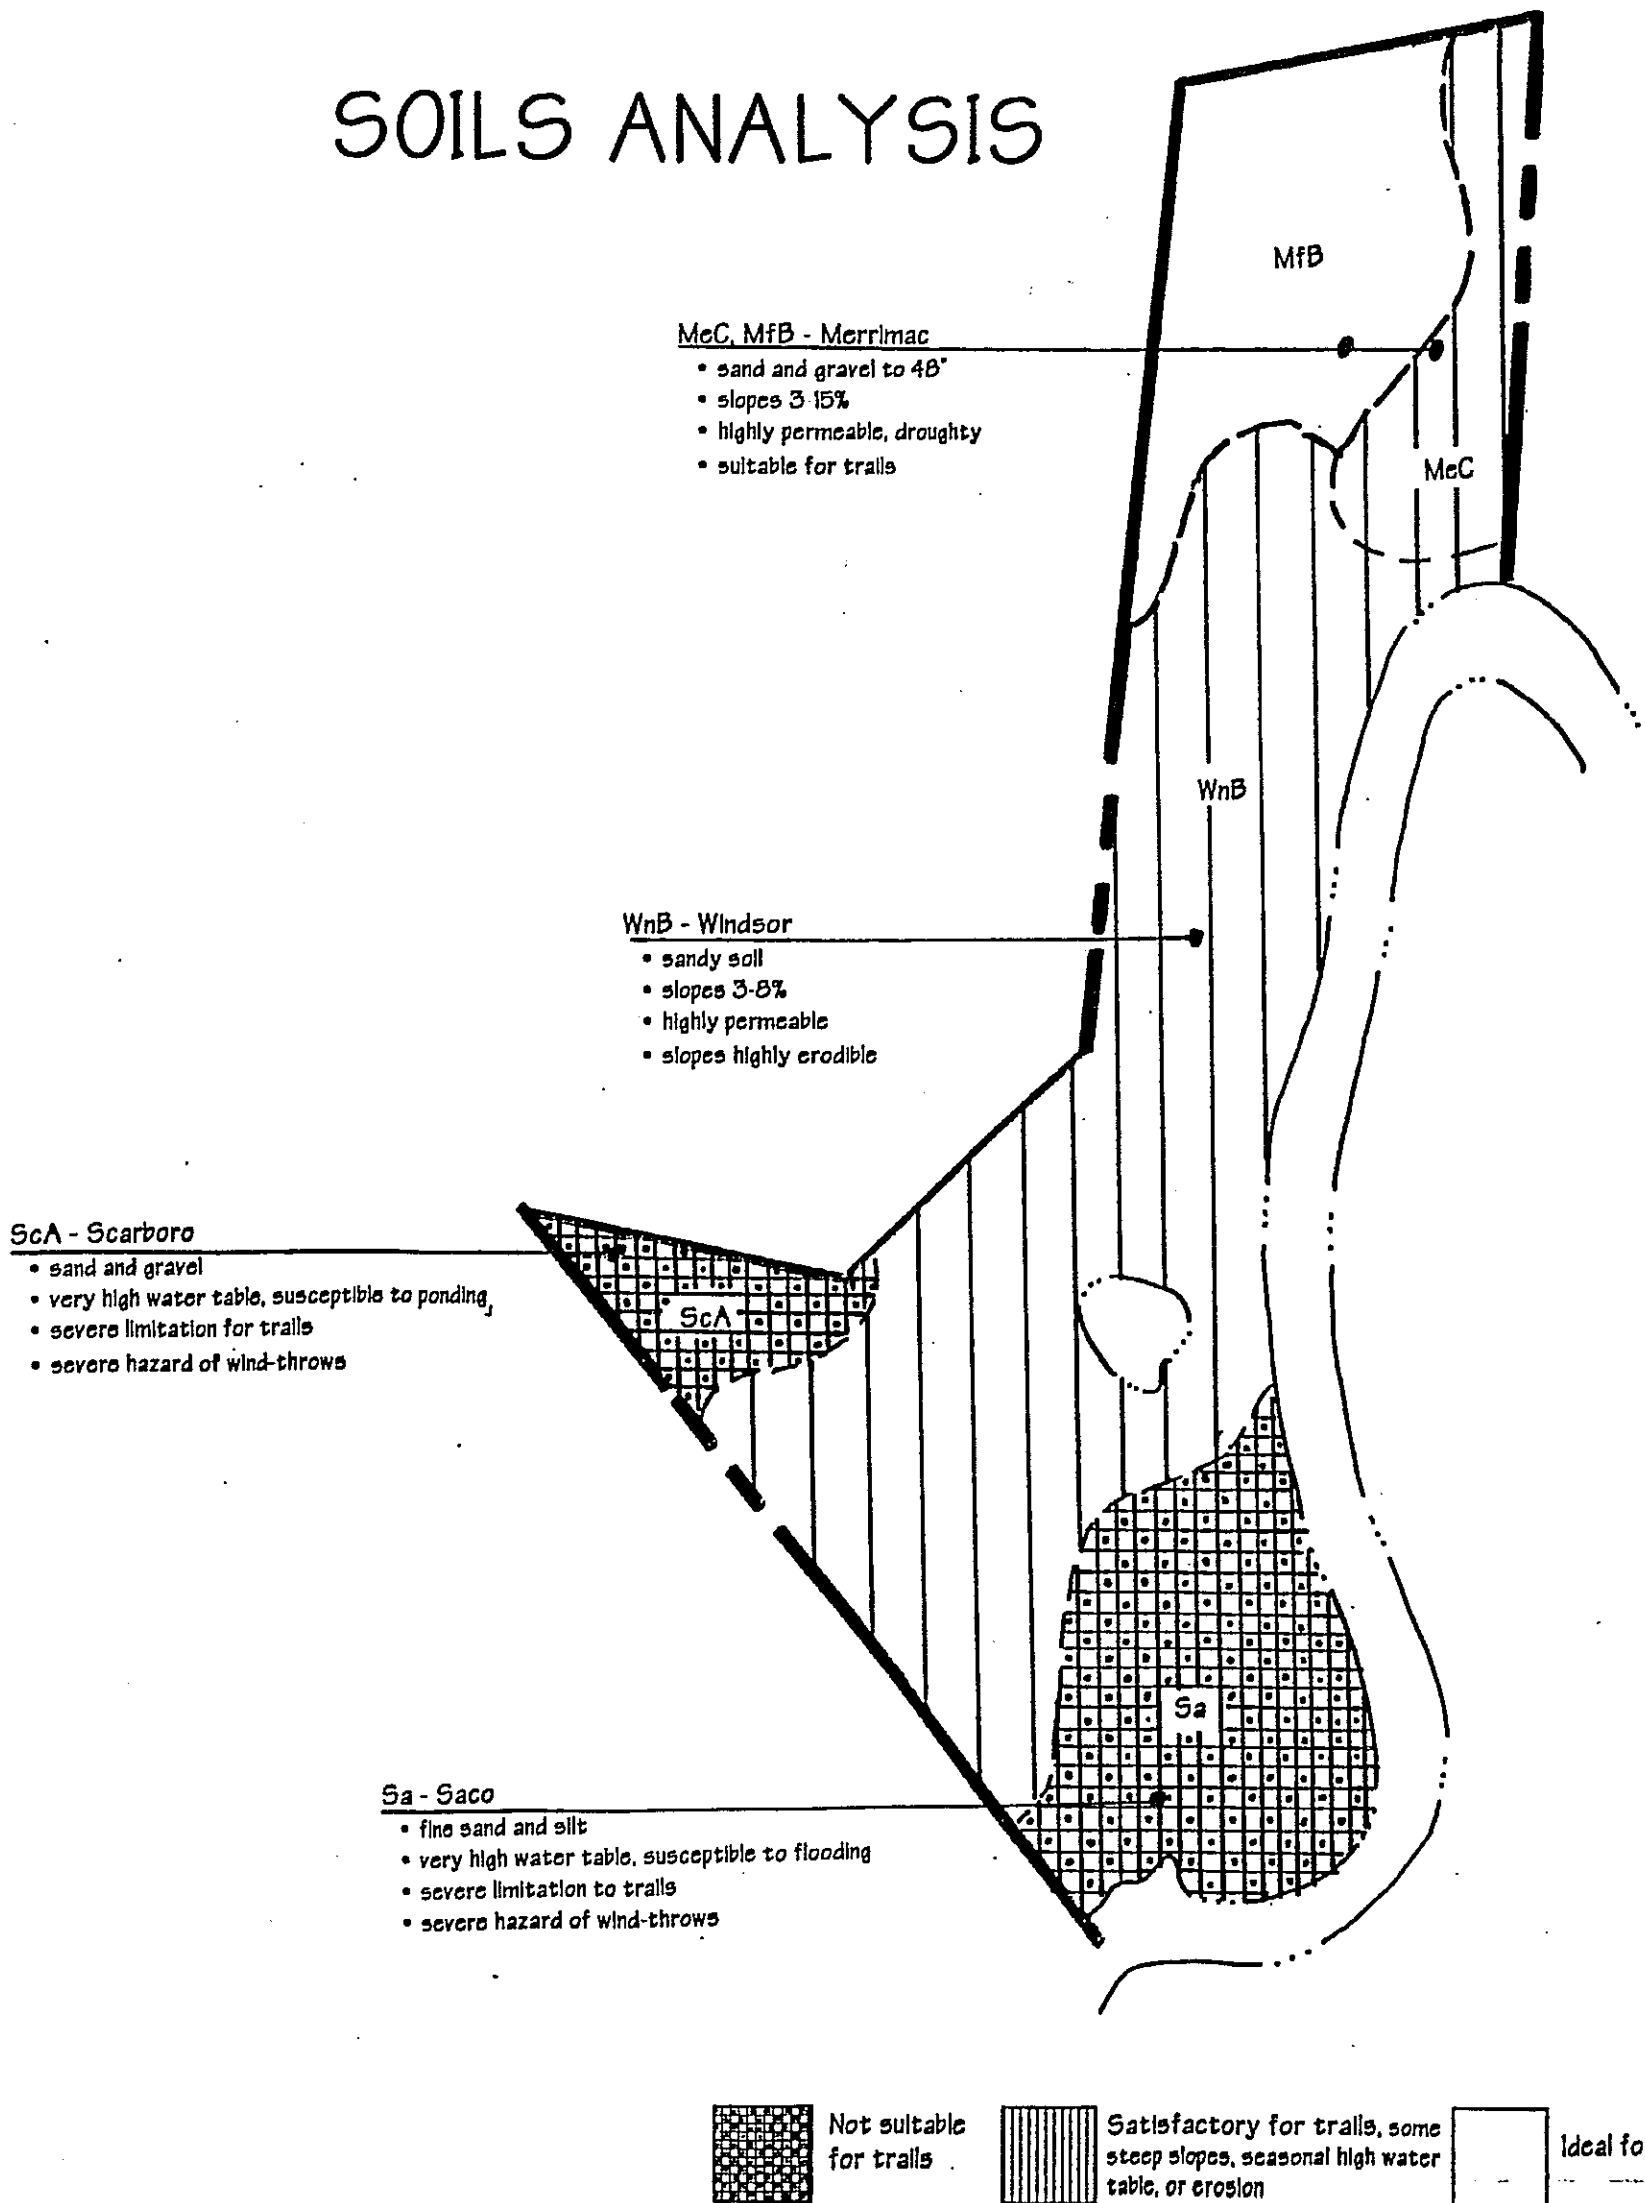 SOILS ANALYSIS
MfB
MeC, MfB - Merrimac
• sand and gravel to 48"
• slopes 3-15%
• highly permeable, droughty
• suitable for trails
MeC
WnB
WnB - Windsor
• sandy soil
• slopes 3-8%
• highly permeable
• slopes highly erodible
ScA - Scarboro
• sand and gravel
• very high water table, susceptible to ponding,
• severe limitation for trails
• severe hazard of wind-throws
ScA
Sa
Sa - Saco
• fine sand and silt
• very high water table, susceptible to flooding
• severe limitation to trails
• severe hazard of wind-throws
Not suitable
for trails
Satisfactory for trails, some
steep slopes, seasonal high water
table, or erosion
Ideal fo